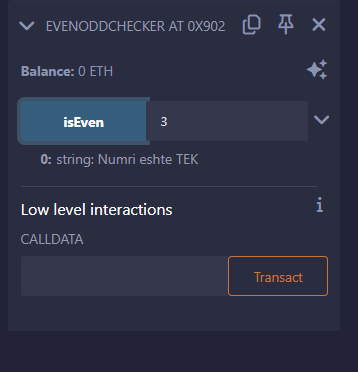 EVENODDCHECKER AT 0X902
Balance: 0 ETH
isEven 3
0: string: Numri eshte TEK
Low level interactions i
CALLDATA
Transact